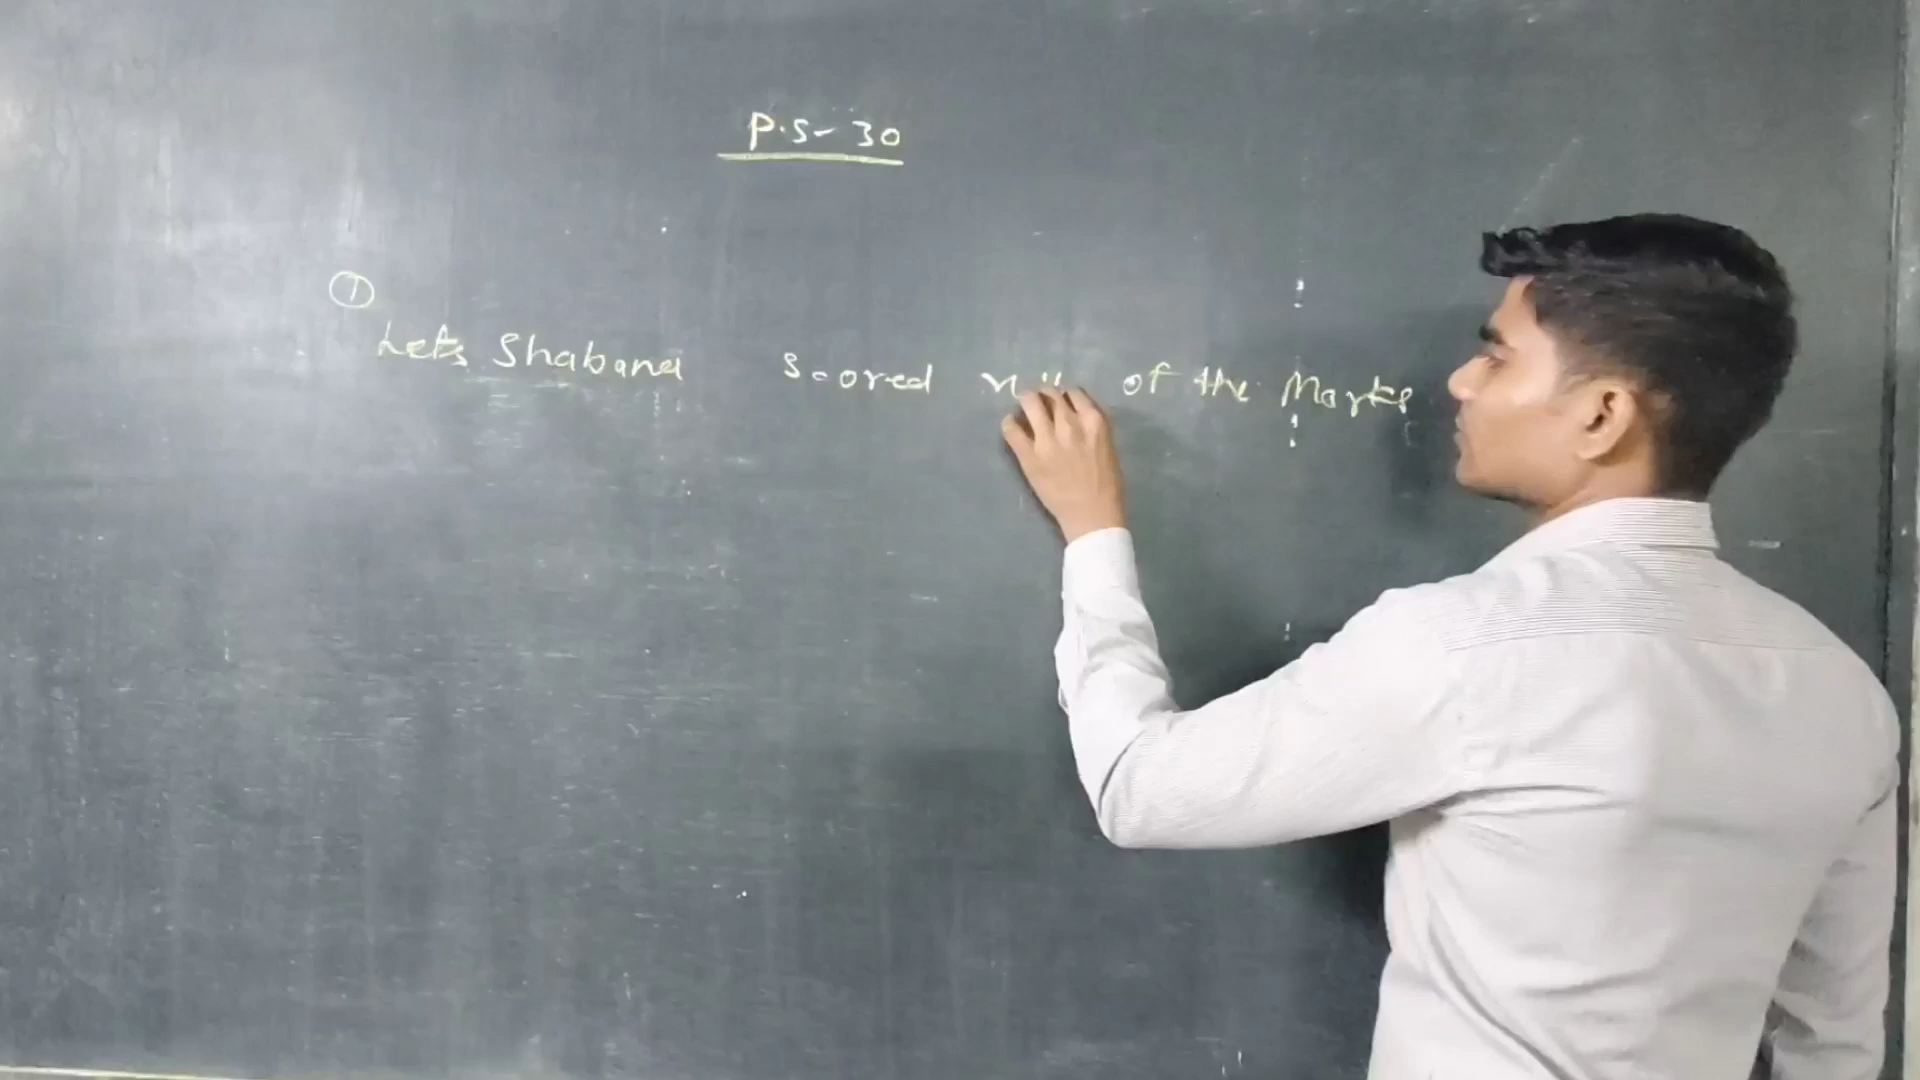 P.S-30
①
Lets Shabana scored of the Marks